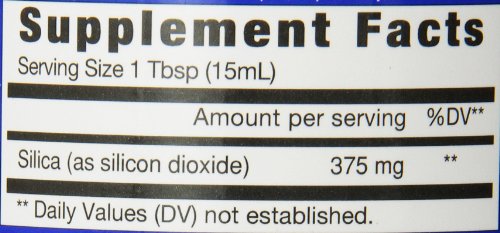 Supplement Facts
Serving Size 1 Tbsp (15mL)
Amount per serving %DV**
Silica (as silicon dioxide) 375 mg **
** Daily Values (DV) not established.